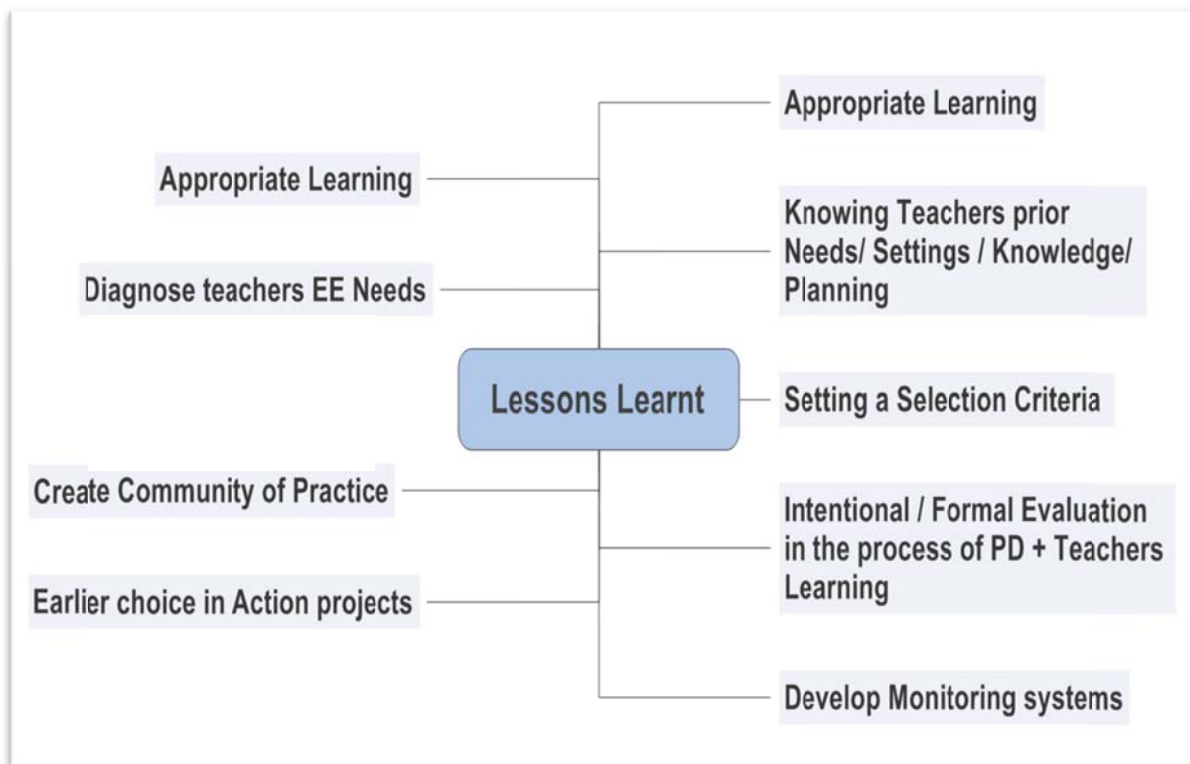 Appropriate Learning
Diagnose teachers EE Needs
Create Community of Practice
Earlier choice in Action projects
Lessons Learnt
Appropriate Learning
Knowing Teachers prior
Needs/ Settings / Knowledge/
Planning
Setting a Selection Criteria
Intentional / Formal Evaluation
in the process of PD + Teachers
Learning
Develop Monitoring systems